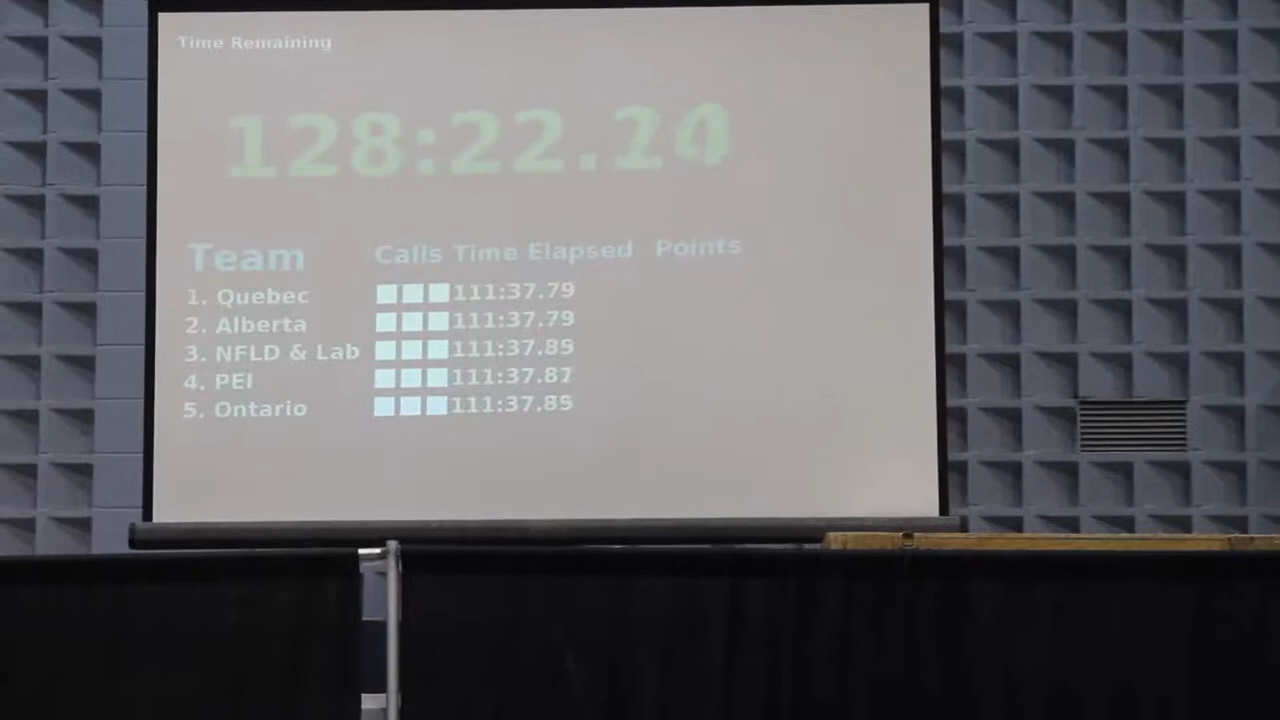 Time Remaining
128:22.20
Team Calls Time Elapsed Points
1. Quebec 111:37.79
2. Alberta 111:37.79
3. NFLD & Lab 111:37.89
4. PEI 111:37.87
5. Ontario 111:37.85